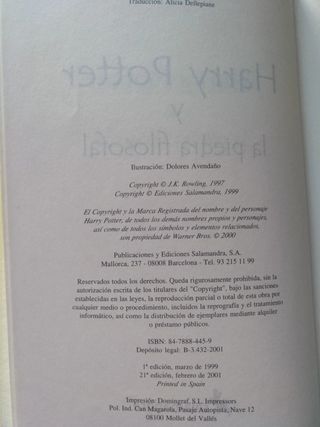 Traducción: Alicia Dellepiane
Harry Potter
y
la piedra filosofal
Ilustración: Dolores Avendaño
Copyright © J.K. Rowling, 1997
Copyright © Ediciones Salamandra, 1999
El Copyright y la Marca Registrada del nombre y del personaje
Harry Potter, de todos los demás nombres propios y personajes,
así como de todos los símbolos y elementos relacionados,
son propiedad de Warner Bros. © 2000
Publicaciones y Ediciones Salamandra, S.A.
Mallorca, 237 - 08008 Barcelona - Tel. 93 215 11 99
Reservados todos los derechos. Queda rigurosamente prohibida, sin la
autorización escrita de los titulares del "Copyright", bajo las sanciones
establecidas en las leyes, la reproducción parcial o total de esta obra por
cualquier medio o procedimiento, incluidos la reprografía y el tratamiento
informático, así como la distribución de ejemplares mediante alquiler
o préstamo públicos.
ISBN: 84-7888-445-9
Depósito legal: B-3.432-2001
1ª edición, marzo de 1999
21ª edición, febrero de 2001
Printed in Spain
Impresión: Domingraf, S.L. Impressors
Pol. Ind. Can Magarola, Pasaje Autopista, Nave 12
08100 Mollet del Vallés